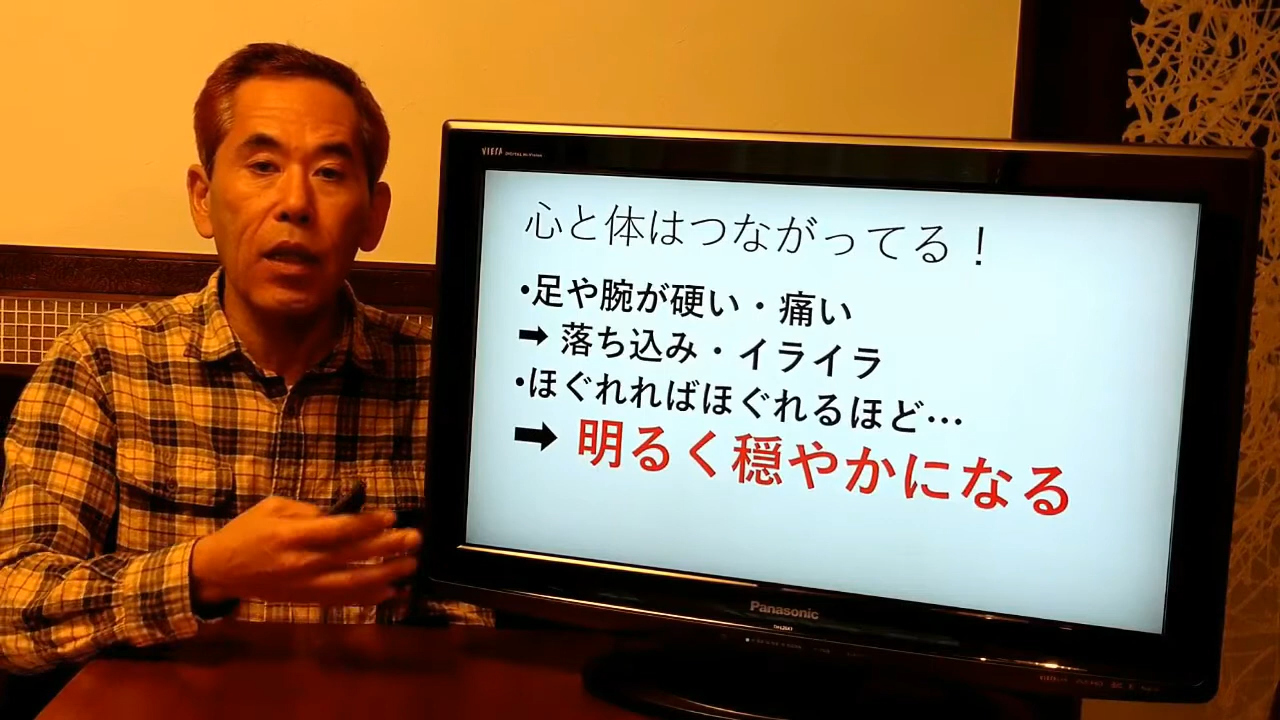 VIERA
心と体はつながってる！
・足や腕が硬い・痛い
➡ 落ち込み・イライラ
・ほぐれればほぐれるほど…
➡ 明るく穏やかになる
Panasonic